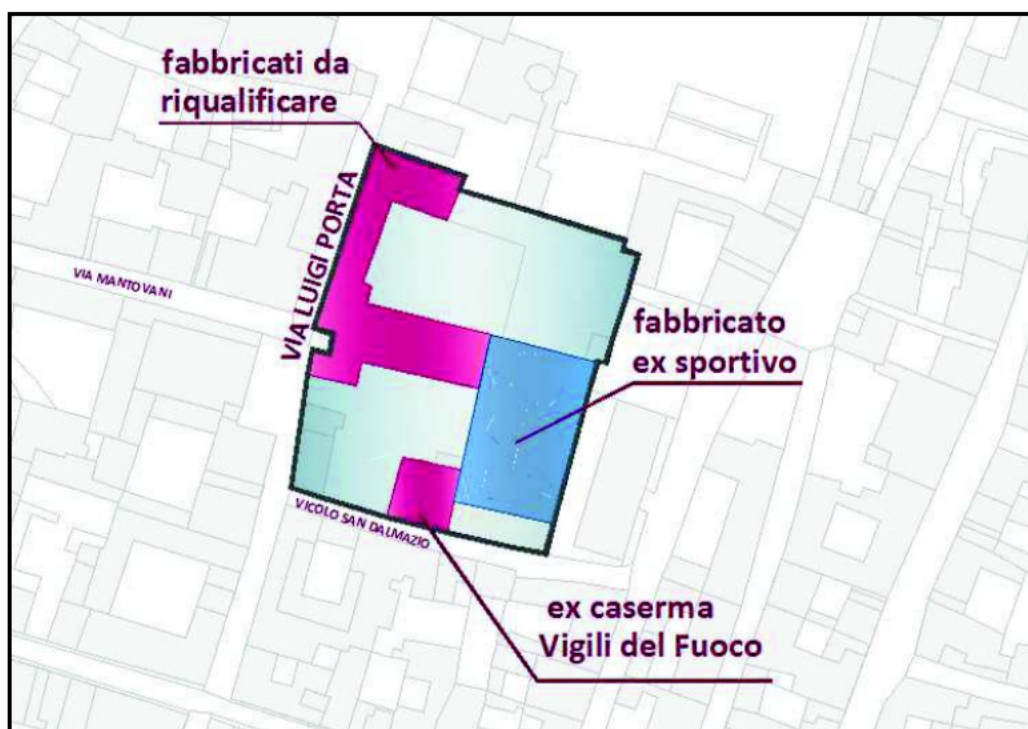 fabbricati da
riqualificare
VIA LUIGI PORTA
VIA MANTOVANI
fabbricato
ex sportivo
VICOLO SAN DALMAZIO
ex caserma
Vigili del Fuoco